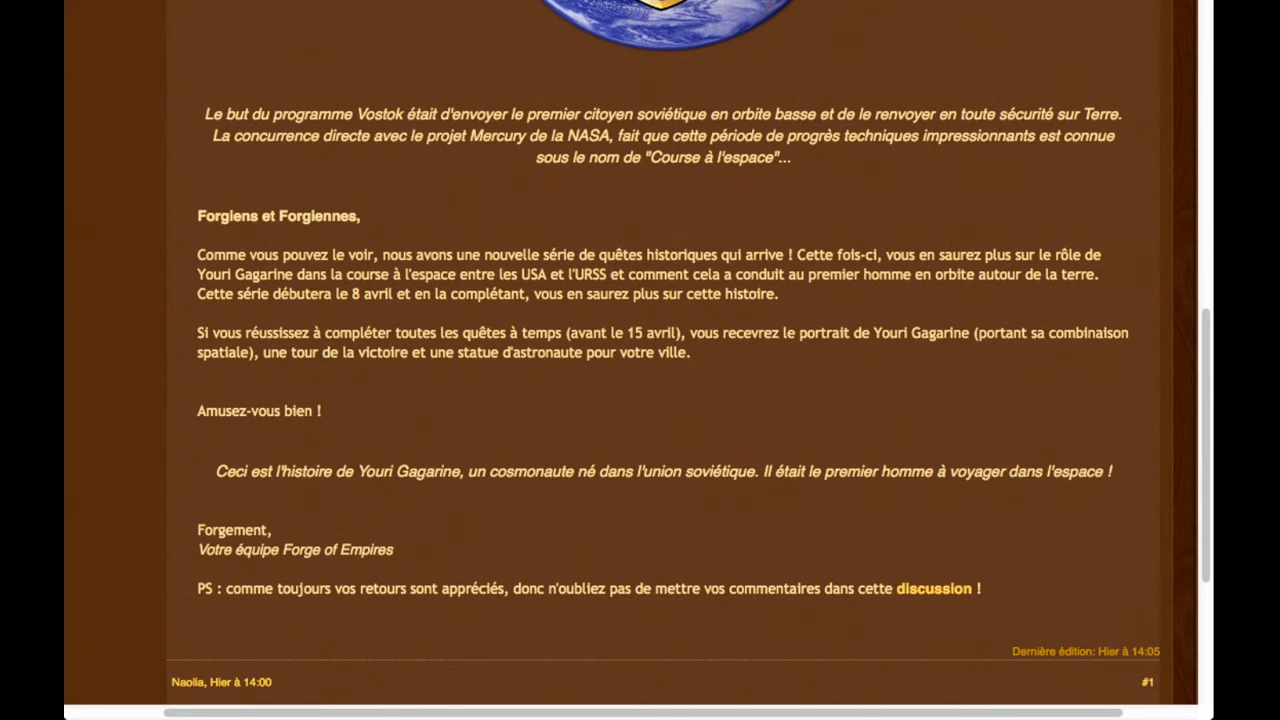 Le but du programme Vostok était d'envoyer le premier citoyen soviétique en orbite basse et de le renvoyer en toute sécurité sur Terre.
La concurrence directe avec le projet Mercury de la NASA, fait que cette période de progrès techniques impressionnants est connue
sous le nom de "Course à l'espace"...
Forgiens et Forgiennes,
Comme vous pouvez le voir, nous avons une nouvelle série de quêtes historiques qui arrive ! Cette fois-ci, vous en saurez plus sur le rôle de
Youri Gagarine dans la course à l'espace entre les USA et l'URSS et comment cela a conduit au premier homme en orbite autour de la terre.
Cette série débutera le 8 avril et en la complétant, vous en saurez plus sur cette histoire.
Si vous réussissez à compléter toutes les quêtes à temps (avant le 15 avril), vous recevrez le portrait de Youri Gagarine (portant sa combinaison
spatiale), une tour de la victoire et une statue d'astronaute pour votre ville.
Amusez-vous bien !
Ceci est l'histoire de Youri Gagarine, un cosmonaute né dans l'union soviétique. Il était le premier homme à voyager dans l'espace !
Forgement,
Votre équipe Forge of Empires
PS : comme toujours vos retours sont appréciés, donc n'oubliez pas de mettre vos commentaires dans cette discussion !
Dernière édition: Hier à 14:05
Naolia, Hier à 14:00 #1